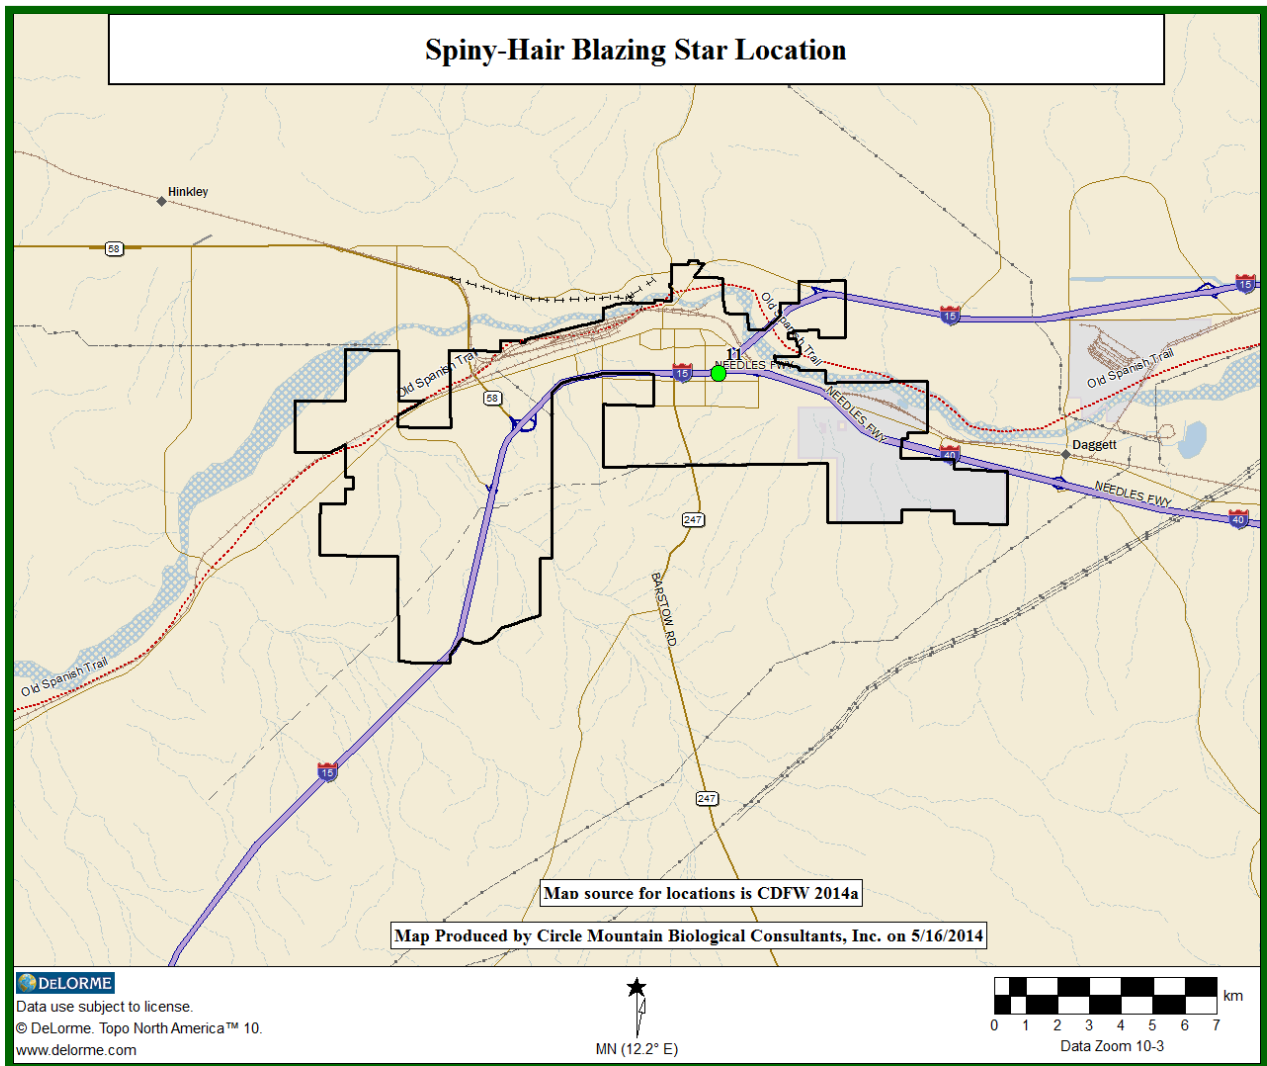 Spiny-Hair Blazing Star Location
Hinkley
58
15
Old Spanish Trail
15
11
NEEDLES FWY
15
Old Spanish Trail
Old Spanish Trail
58
NEEDLES FWY
Daggett
40
NEEDLES FWY
40
247
BARSTOW RD
Old Spanish Trail
15
247
Map source for locations is CDFW 2014a
Map Produced by Circle Mountain Biological Consultants, Inc. on 5/16/2014
DELORME
Data use subject to license.
© DeLorme. Topo North America™ 10.
www.delorme.com
MN (12.2° E)
km
0 1 2 3 4 5 6 7
Data Zoom 10-3